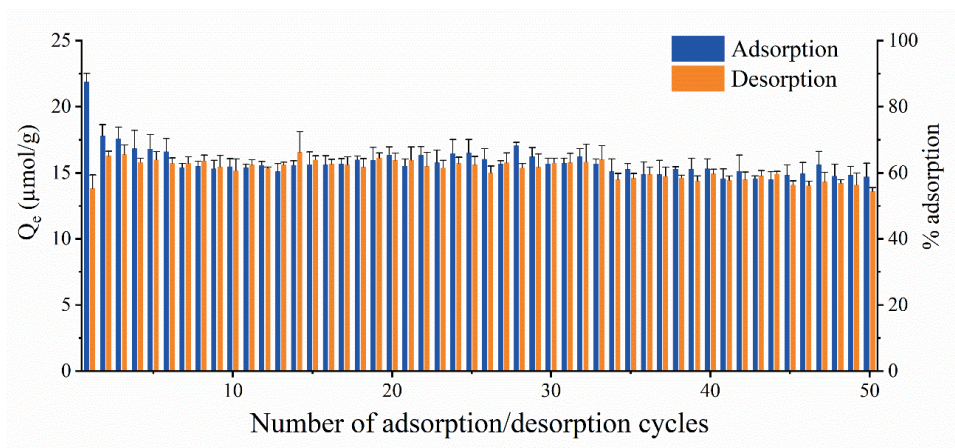 25
20
15
10
5
0
Qe (μmol/g)
Adsorption
Desorption
100
80
60
40
20
0
% adsorption
10 20 30 40 50
Number of adsorption/desorption cycles